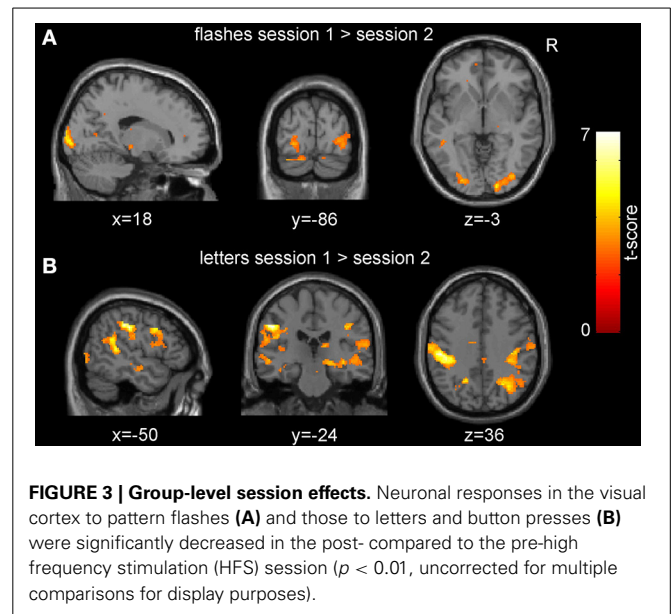 A
flashes session 1 > session 2
R
x=18
y=-86
z=-3
7
t-score
0
B
letters session 1 > session 2
x=-50
y=-24
z=36
FIGURE 3 | Group-level session effects. Neuronal responses in the visual
cortex to pattern flashes (A) and those to letters and button presses (B)
were significantly decreased in the post- compared to the pre-high
frequency stimulation (HFS) session (p < 0.01, uncorrected for multiple
comparisons for display purposes).